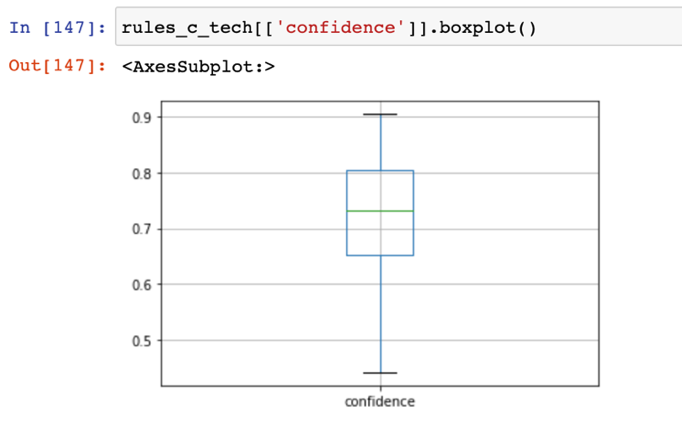 In [147]: rules_c_tech[['confidence']].boxplot()
Out[147]: <AxesSubplot:>
0.9
0.8
0.7
0.6
0.5
confidence